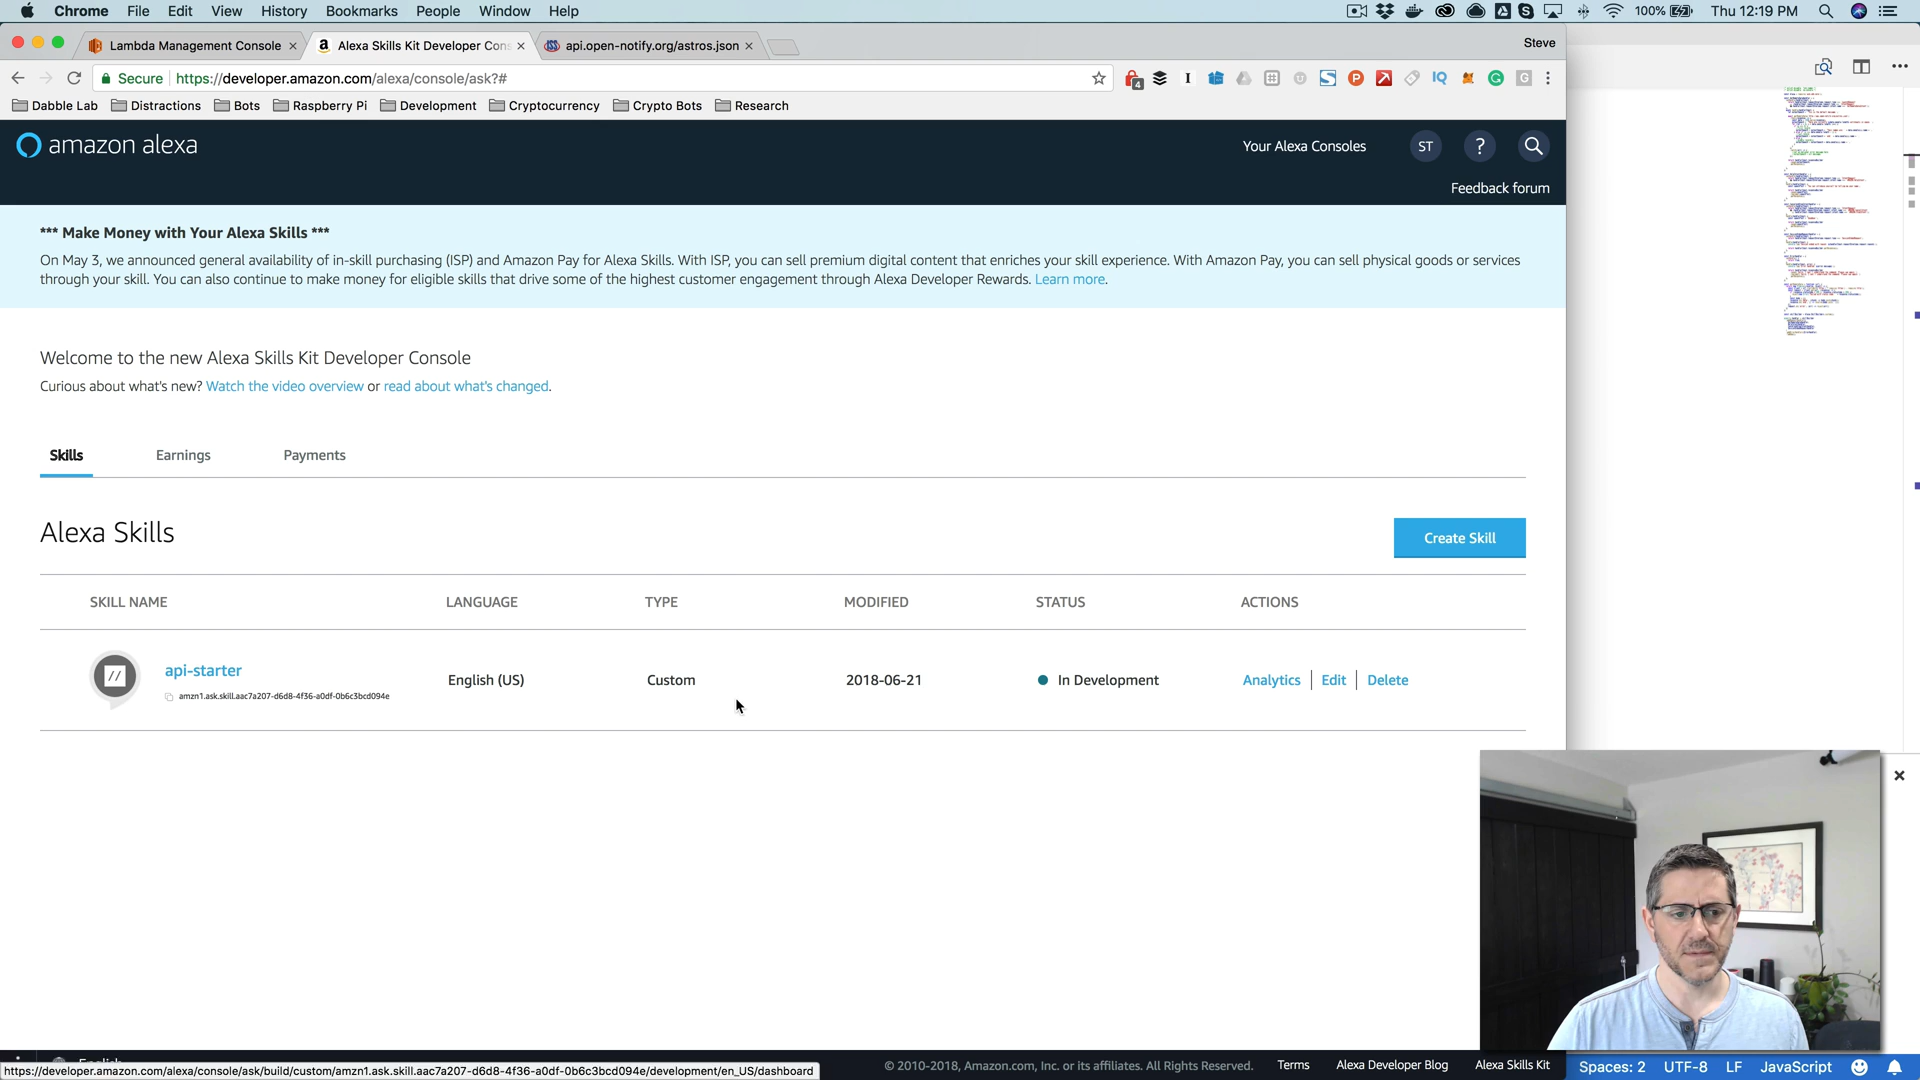 Chrome File Edit View History Bookmarks People Window Help 100% Thu 12:19 PM
Lambda Management Console Alexa Skills Kit Developer Con api.open-notify.org/astros.json Steve
Secure https://developer.amazon.com/alexa/console/ask?#
Dabble Lab Distractions Bots Raspberry Pi Development Cryptocurrency Crypto Bots Research
amazon alexa
Your Alexa Consoles ST ?
Feedback forum
*** Make Money with Your Alexa Skills ***
On May 3, we announced general availability of in-skill purchasing (ISP) and Amazon Pay for Alexa Skills. With ISP, you can sell premium digital content that enriches your skill experience. With Amazon Pay, you can sell physical goods or services
through your skill. You can also continue to make money for eligible skills that drive some of the highest customer engagement through Alexa Developer Rewards. Learn more.
Welcome to the new Alexa Skills Kit Developer Console
Curious about what's new? Watch the video overview or read about what's changed.
Skills Earnings Payments
Alexa Skills
Create Skill
SKILL NAME LANGUAGE TYPE MODIFIED STATUS ACTIONS
api-starter
amzn1.ask.skill.aac7a207-d6d8-4f36-a0df-0b6c3bcd094e
English (US) Custom 2018-06-21 In Development Analytics Edit Delete
English
© 2010-2018, Amazon.com, Inc. or its affiliates. All Rights Reserved. Terms Alexa Developer Blog Alexa Skills Kit
https://developer.amazon.com/alexa/console/ask/build/custom/amzn1.ask.skill.aac7a207-d6d8-4f36-a0df-0b6c3bcd094e/development/en_US/dashboard
Spaces: 2 UTF-8 LF JavaScript